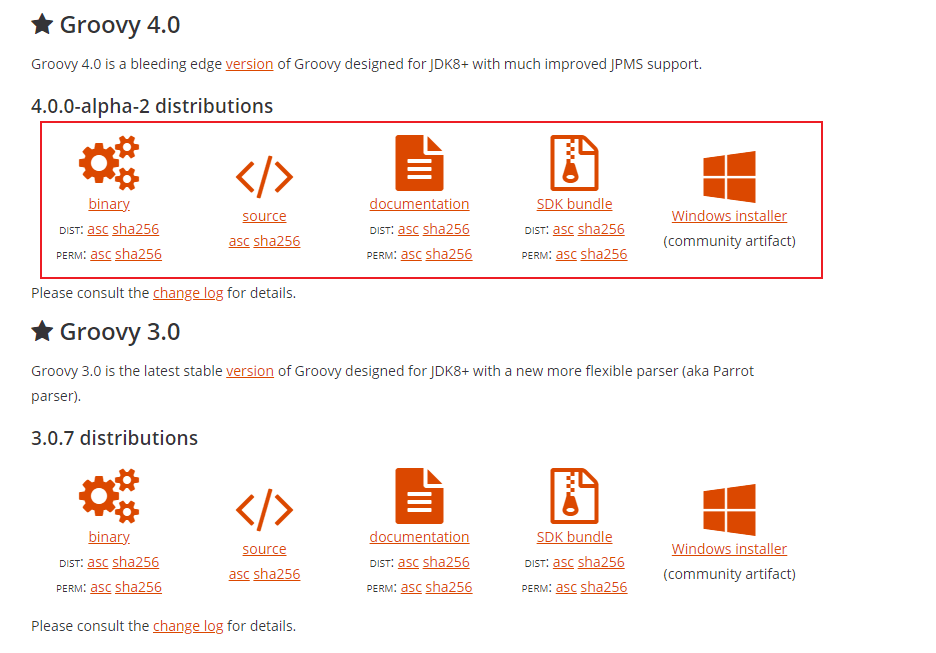 Groovy 4.0
Groovy 4.0 is a bleeding edge version of Groovy designed for JDK8+ with much improved JPMS support.
4.0.0-alpha-2 distributions
binary
DIST: asc sha256
PERM: asc sha256
source
asc sha256
documentation
DIST: asc sha256
PERM: asc sha256
SDK bundle
DIST: asc sha256
PERM: asc sha256
Windows installer
(community artifact)
Please consult the change log for details.
Groovy 3.0
Groovy 3.0 is the latest stable version of Groovy designed for JDK8+ with a new more flexible parser (aka Parrot
parser).
3.0.7 distributions
binary
DIST: asc sha256
PERM: asc sha256
source
asc sha256
documentation
DIST: asc sha256
PERM: asc sha256
SDK bundle
DIST: asc sha256
PERM: asc sha256
Windows installer
(community artifact)
Please consult the change log for details.